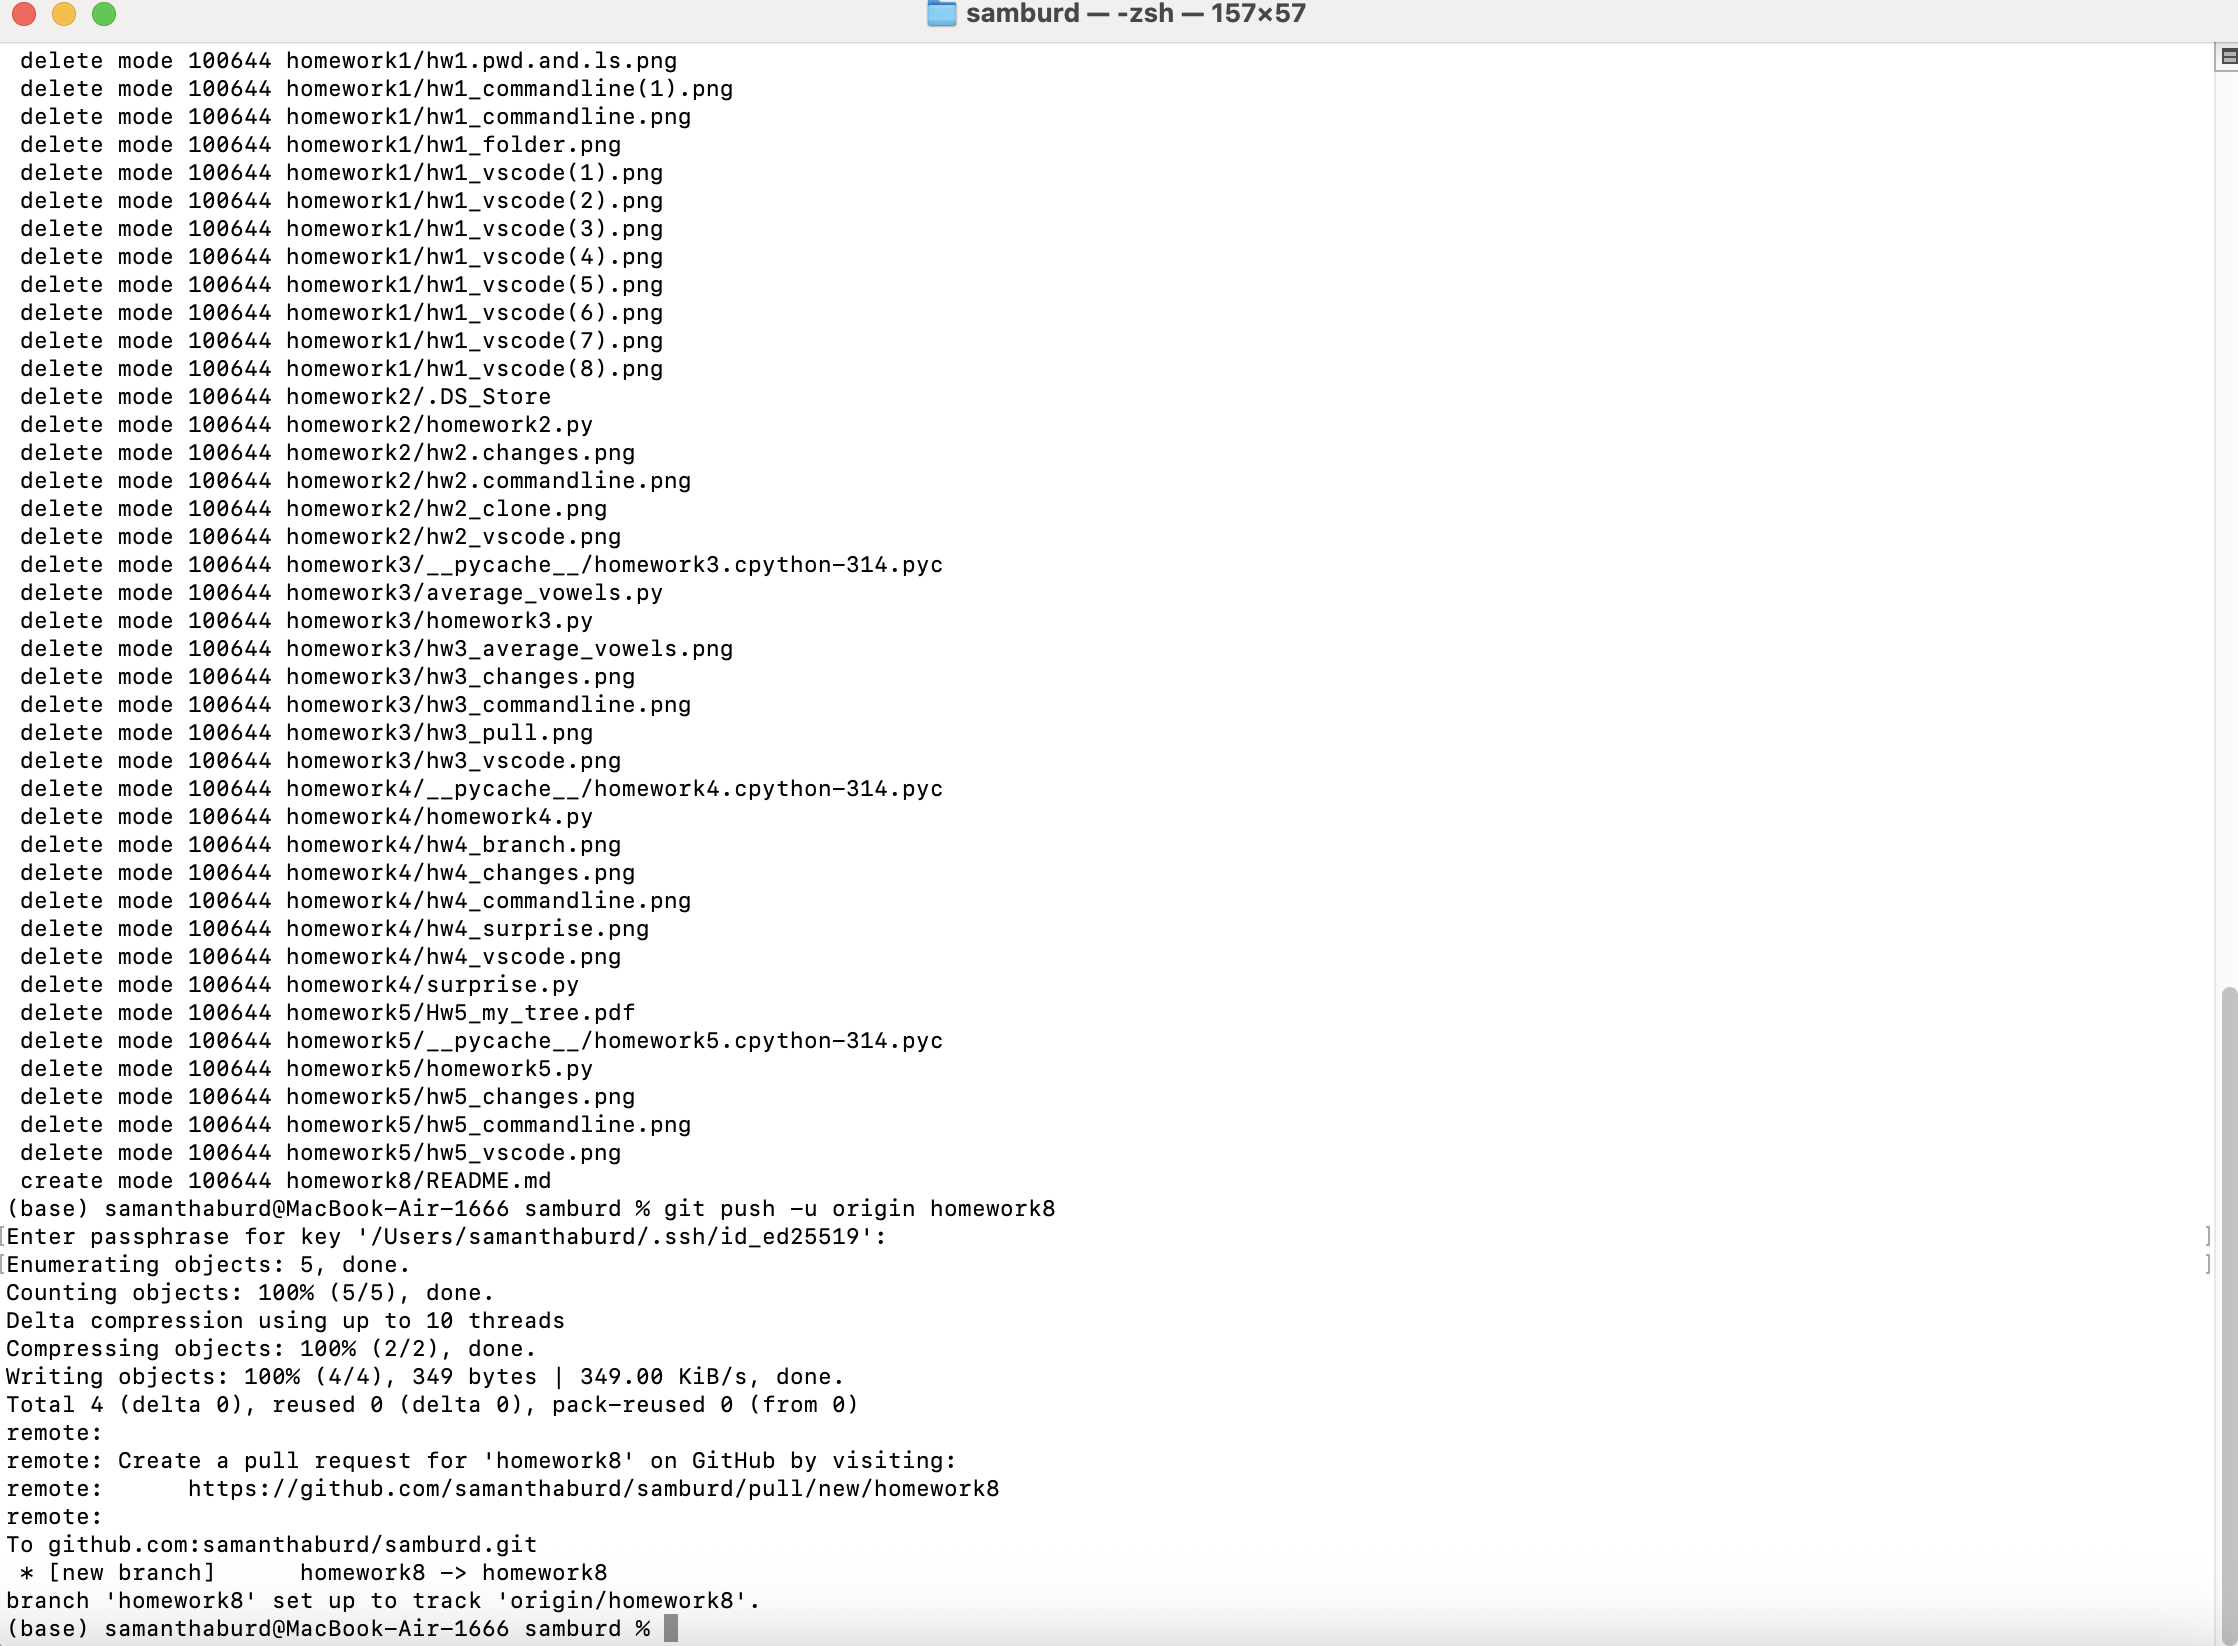 samburd — -zsh — 157×57
delete mode 100644 homework1/hw1.pwd.and.ls.png
delete mode 100644 homework1/hw1_commandline(1).png
delete mode 100644 homework1/hw1_commandline.png
delete mode 100644 homework1/hw1_folder.png
delete mode 100644 homework1/hw1_vscode(1).png
delete mode 100644 homework1/hw1_vscode(2).png
delete mode 100644 homework1/hw1_vscode(3).png
delete mode 100644 homework1/hw1_vscode(4).png
delete mode 100644 homework1/hw1_vscode(5).png
delete mode 100644 homework1/hw1_vscode(6).png
delete mode 100644 homework1/hw1_vscode(7).png
delete mode 100644 homework1/hw1_vscode(8).png
delete mode 100644 homework2/.DS_Store
delete mode 100644 homework2/homework2.py
delete mode 100644 homework2/hw2.changes.png
delete mode 100644 homework2/hw2.commandline.png
delete mode 100644 homework2/hw2_clone.png
delete mode 100644 homework2/hw2_vscode.png
delete mode 100644 homework3/__pycache__/homework3.cpython-314.pyc
delete mode 100644 homework3/average_vowels.py
delete mode 100644 homework3/homework3.py
delete mode 100644 homework3/hw3_average_vowels.png
delete mode 100644 homework3/hw3_changes.png
delete mode 100644 homework3/hw3_commandline.png
delete mode 100644 homework3/hw3_pull.png
delete mode 100644 homework3/hw3_vscode.png
delete mode 100644 homework4/__pycache__/homework4.cpython-314.pyc
delete mode 100644 homework4/homework4.py
delete mode 100644 homework4/hw4_branch.png
delete mode 100644 homework4/hw4_changes.png
delete mode 100644 homework4/hw4_commandline.png
delete mode 100644 homework4/hw4_surprise.png
delete mode 100644 homework4/hw4_vscode.png
delete mode 100644 homework4/surprise.py
delete mode 100644 homework5/Hw5_my_tree.pdf
delete mode 100644 homework5/__pycache__/homework5.cpython-314.pyc
delete mode 100644 homework5/homework5.py
delete mode 100644 homework5/hw5_changes.png
delete mode 100644 homework5/hw5_commandline.png
delete mode 100644 homework5/hw5_vscode.png
create mode 100644 homework8/README.md
(base) samanthaburd@MacBook-Air-1666 samburd % git push -u origin homework8
[Enter passphrase for key '/Users/samanthaburd/.ssh/id_ed25519': ]
[Enumerating objects: 5, done. ]
Counting objects: 100% (5/5), done.
Delta compression using up to 10 threads
Compressing objects: 100% (2/2), done.
Writing objects: 100% (4/4), 349 bytes | 349.00 KiB/s, done.
Total 4 (delta 0), reused 0 (delta 0), pack-reused 0 (from 0)
remote:
remote: Create a pull request for 'homework8' on GitHub by visiting:
remote:      https://github.com/samanthaburd/samburd/pull/new/homework8
remote:
To github.com:samanthaburd/samburd.git
 * [new branch]      homework8 -> homework8
branch 'homework8' set up to track 'origin/homework8'.
(base) samanthaburd@MacBook-Air-1666 samburd %